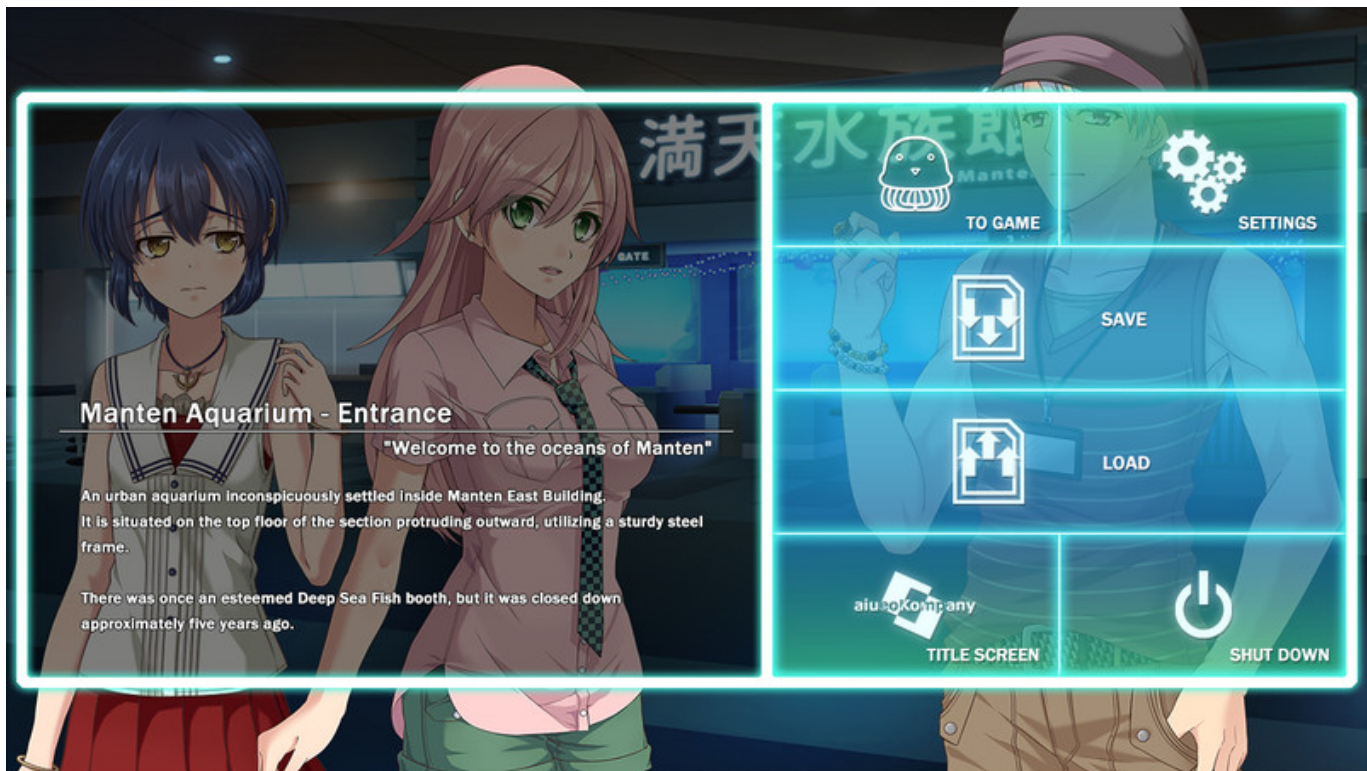 満天水族館
Mante
GATE
TO GAME
SETTINGS
SAVE
LOAD
Manten Aquarium - Entrance
"Welcome to the oceans of Manten"
An urban aquarium inconspicuously settled inside Manten East Building.
It is situated on the top floor of the section protruding outward, utilizing a sturdy steel
frame.
There was once an esteemed Deep Sea Fish booth, but it was closed down
approximately five years ago.
TITLE SCREEN
SHUT DOWN